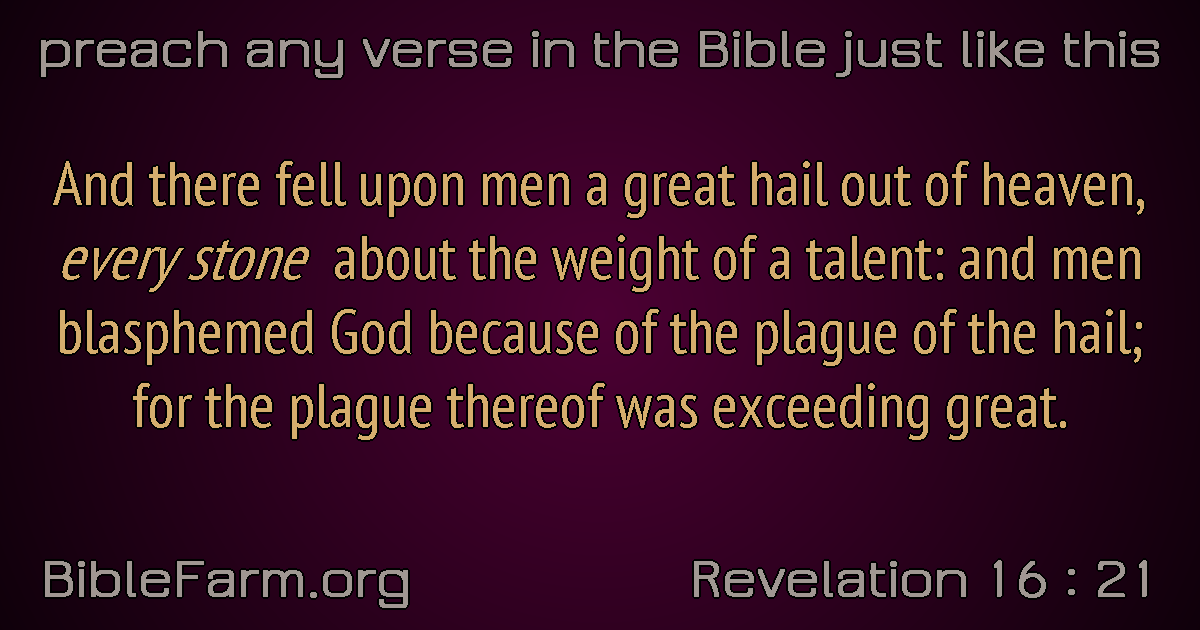 preach any verse in the Bible just like this
And there fell upon men a great hail out of heaven,
every stone about the weight of a talent: and men
blasphemed God because of the plague of the hail;
for the plague thereof was exceeding great.
BibleFarm.org
Revelation 16 : 21